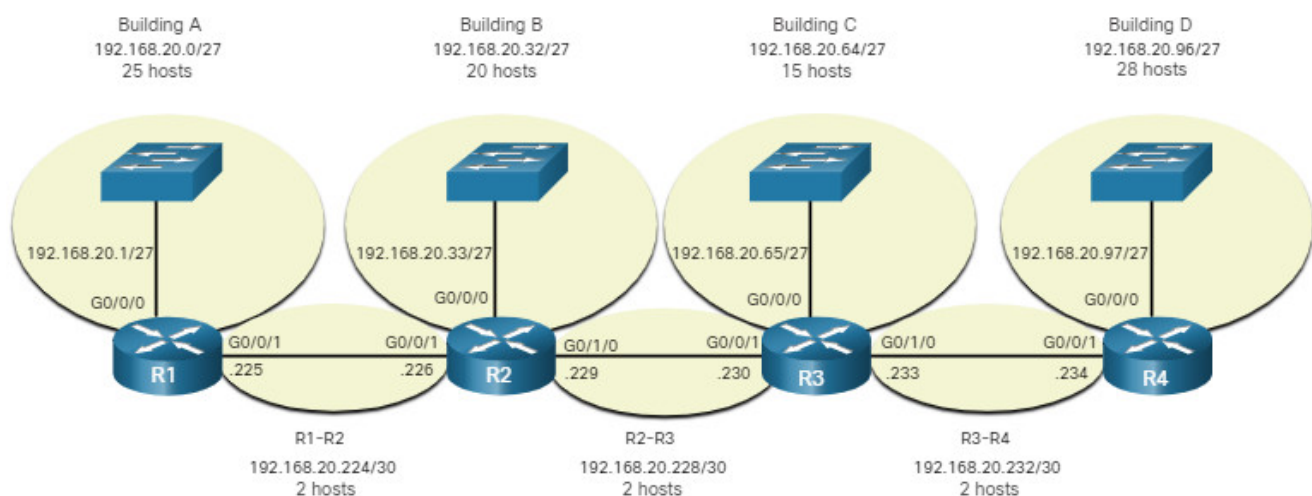 Building A
192.168.20.0/27
25 hosts
Building B
192.168.20.32/27
20 hosts
Building C
192.168.20.64/27
15 hosts
Building D
192.168.20.96/27
28 hosts
192.168.20.1/27
192.168.20.33/27
192.168.20.65/27
192.168.20.97/27
G0/0/0
G0/0/0
G0/0/0
G0/0/0
R1
G0/0/1
.225
G0/0/1
.226
R2
G0/1/0
.229
G0/0/1
.230
R3
G0/1/0
.233
G0/0/1
.234
R4
R1-R2
192.168.20.224/30
2 hosts
R2-R3
192.168.20.228/30
2 hosts
R3-R4
192.168.20.232/30
2 hosts